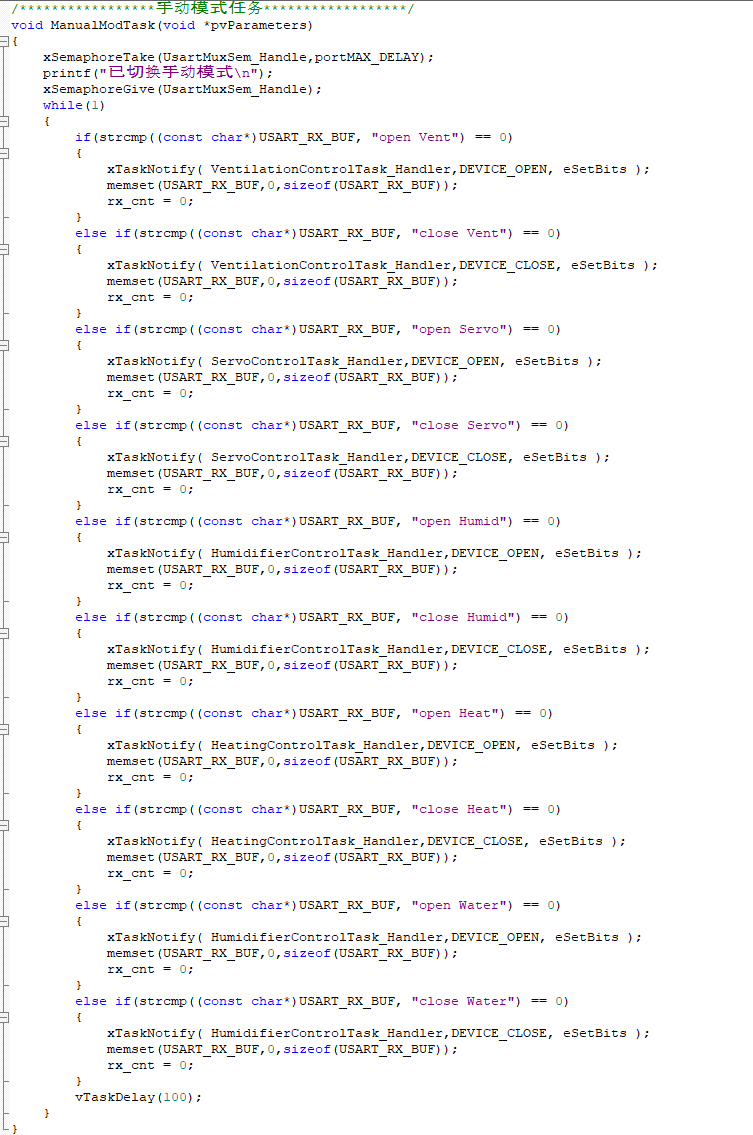 /*****************手动模式任务******************/
void ManualModTask(void *pvParameters)
{
    xSemaphoreTake(UsartMuxSem_Handle,portMAX_DELAY);
    printf("已切换手动模式\n");
    xSemaphoreGive(UsartMuxSem_Handle);
    while(1)
    {
        if(strcmp((const char*)USART_RX_BUF, "open Vent") == 0)
        {
            xTaskNotify( VentilationControlTask_Handler,DEVICE_OPEN, eSetBits );
            memset(USART_RX_BUF,0,sizeof(USART_RX_BUF));
            rx_cnt = 0;
        }
        else if(strcmp((const char*)USART_RX_BUF, "close Vent") == 0)
        {
            xTaskNotify( VentilationControlTask_Handler,DEVICE_CLOSE, eSetBits );
            memset(USART_RX_BUF,0,sizeof(USART_RX_BUF));
            rx_cnt = 0;
        }
        else if(strcmp((const char*)USART_RX_BUF, "open Servo") == 0)
        {
            xTaskNotify( ServoControlTask_Handler,DEVICE_OPEN, eSetBits );
            memset(USART_RX_BUF,0,sizeof(USART_RX_BUF));
            rx_cnt = 0;
        }
        else if(strcmp((const char*)USART_RX_BUF, "close Servo") == 0)
        {
            xTaskNotify( ServoControlTask_Handler,DEVICE_CLOSE, eSetBits );
            memset(USART_RX_BUF,0,sizeof(USART_RX_BUF));
            rx_cnt = 0;
        }
        else if(strcmp((const char*)USART_RX_BUF, "open Humid") == 0)
        {
            xTaskNotify( HumidifierControlTask_Handler,DEVICE_OPEN, eSetBits );
            memset(USART_RX_BUF,0,sizeof(USART_RX_BUF));
            rx_cnt = 0;
        }
        else if(strcmp((const char*)USART_RX_BUF, "close Humid") == 0)
        {
            xTaskNotify( HumidifierControlTask_Handler,DEVICE_CLOSE, eSetBits );
            memset(USART_RX_BUF,0,sizeof(USART_RX_BUF));
            rx_cnt = 0;
        }
        else if(strcmp((const char*)USART_RX_BUF, "open Heat") == 0)
        {
            xTaskNotify( HeatingControlTask_Handler,DEVICE_OPEN, eSetBits );
            memset(USART_RX_BUF,0,sizeof(USART_RX_BUF));
            rx_cnt = 0;
        }
        else if(strcmp((const char*)USART_RX_BUF, "close Heat") == 0)
        {
            xTaskNotify( HeatingControlTask_Handler,DEVICE_CLOSE, eSetBits );
            memset(USART_RX_BUF,0,sizeof(USART_RX_BUF));
            rx_cnt = 0;
        }
        else if(strcmp((const char*)USART_RX_BUF, "open Water") == 0)
        {
            xTaskNotify( HumidifierControlTask_Handler,DEVICE_OPEN, eSetBits );
            memset(USART_RX_BUF,0,sizeof(USART_RX_BUF));
            rx_cnt = 0;
        }
        else if(strcmp((const char*)USART_RX_BUF, "close Water") == 0)
        {
            xTaskNotify( HumidifierControlTask_Handler,DEVICE_CLOSE, eSetBits );
            memset(USART_RX_BUF,0,sizeof(USART_RX_BUF));
            rx_cnt = 0;
        }
        vTaskDelay(100);
    }
}